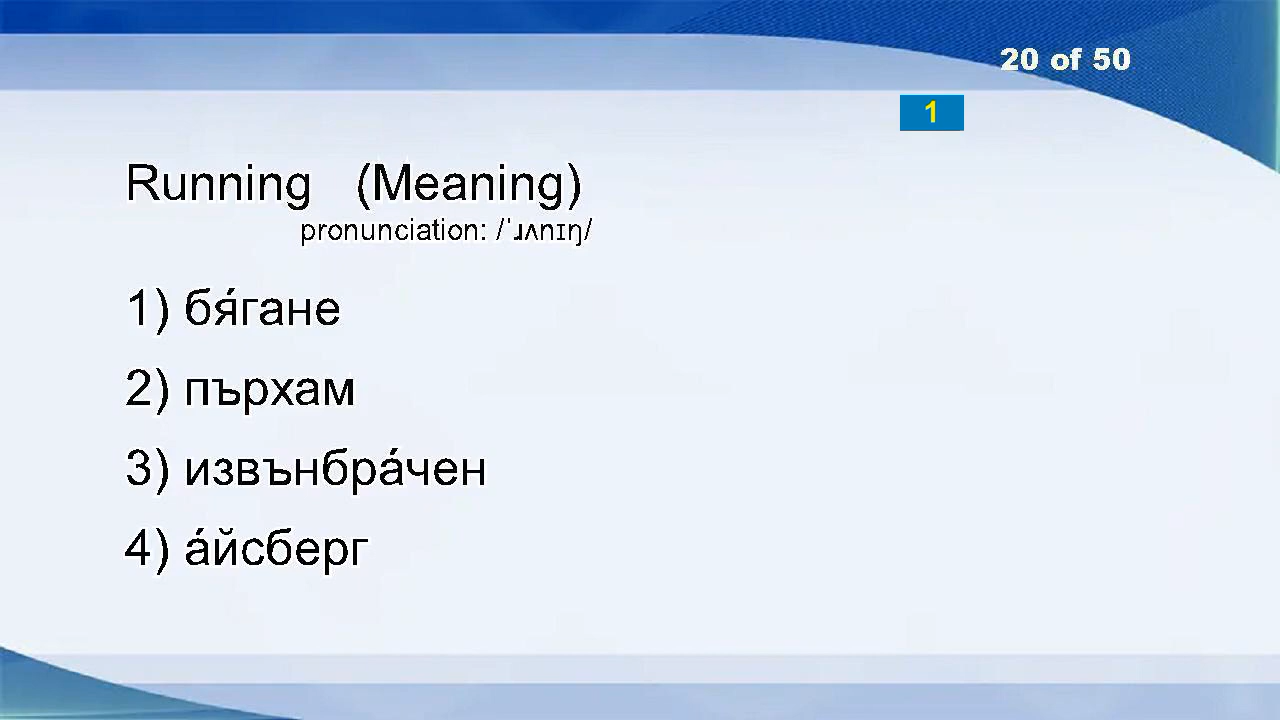 20 of 50
1
Running (Meaning)
pronunciation: /ˈɹʌnɪŋ/
1) бя́гане
2) пърхам
3) извънбра́чен
4) а́йсберг